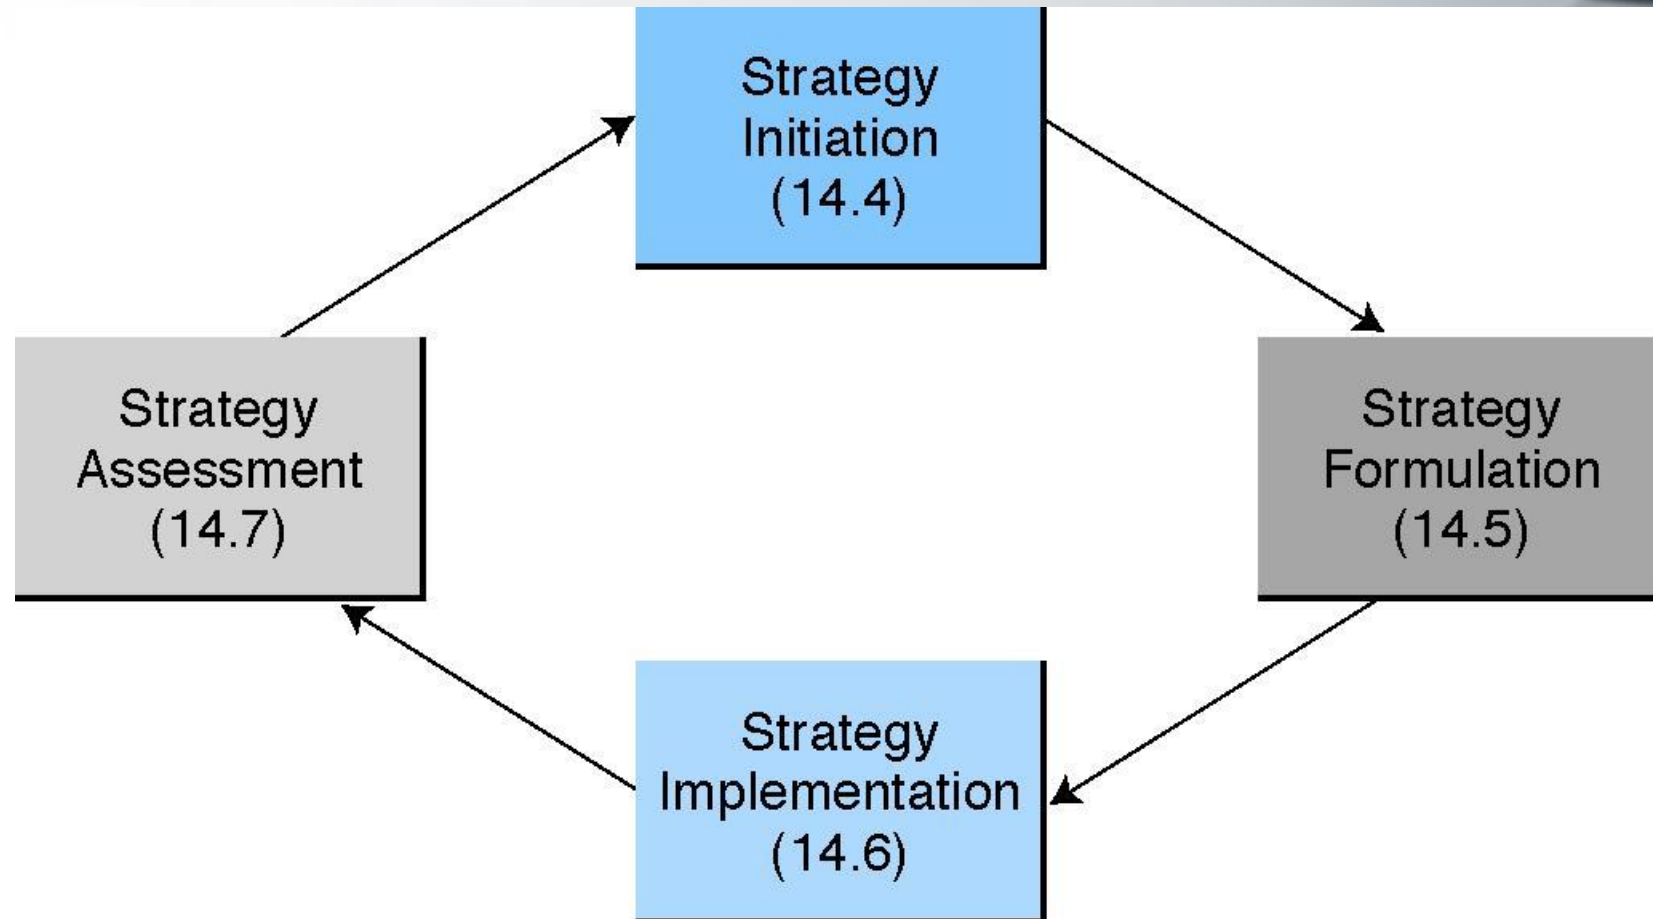 Strategy
Initiation
(14.4)
Strategy
Formulation
(14.5)
Strategy
Implementation
(14.6)
Strategy
Assessment
(14.7)